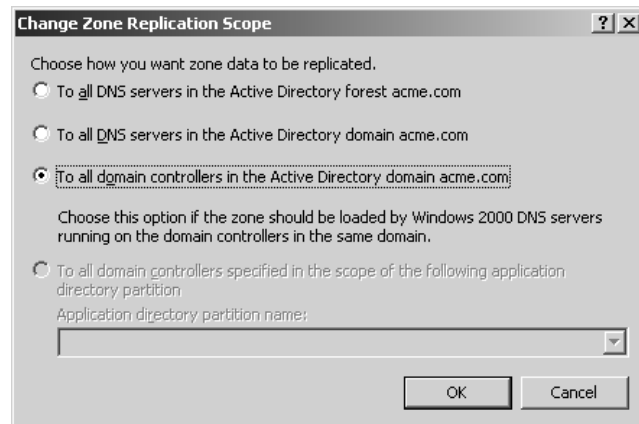 Change Zone Replication Scope
Choose how you want zone data to be replicated.
To all DNS servers in the Active Directory forest acme.com
To all DNS servers in the Active Directory domain acme.com
To all domain controllers in the Active Directory domain acme.com
Choose this option if the zone should be loaded by Windows 2000 DNS servers
running on the domain controllers in the same domain.
To all domain controllers specified in the scope of the following application
directory partition
Application directory partition name:
OK Cancel